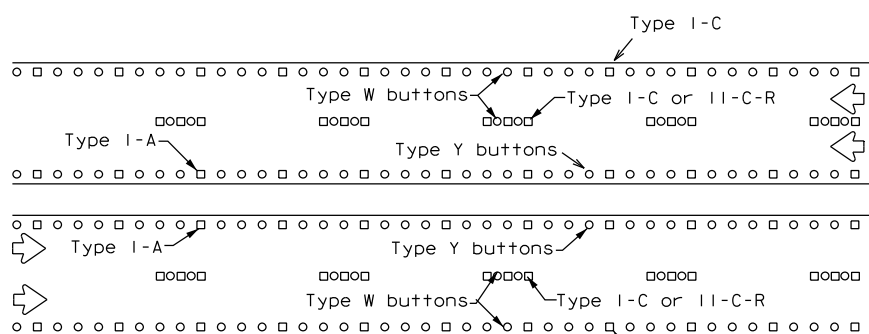 Type I-C
Type W buttons
Type I-C or II-C-R
Type I-A
Type Y buttons
Type I-A
Type Y buttons
Type W buttons
Type I-C or II-C-R